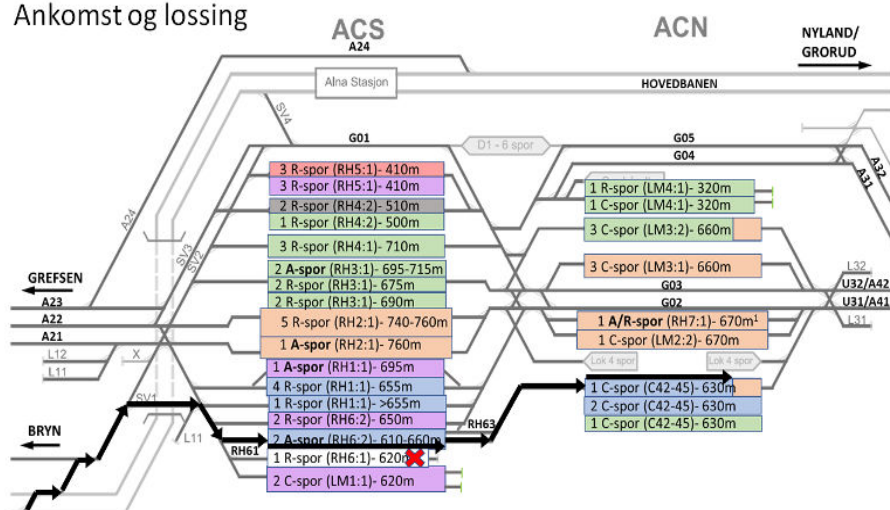 Ankomst og lossing
ACS
ACN
A24
NYLAND/
GRORUD
Alna Stasjon
HOVEDBANEN
SV4
G01
D1 - 6 spor
G05
G04
A32
A31
A24
SV3
SV2
3 R-spor (RH5:1)- 410m
3 R-spor (RH5:1)- 410m
2 R-spor (RH4:2)- 510m
1 R-spor (RH4:2)- 500m
3 R-spor (RH4:1)- 710m
2 A-spor (RH3:1)- 695-715m
2 R-spor (RH3:1)- 675m
2 R-spor (RH3:1)- 690m
5 R-spor (RH2:1)- 740-760m
1 A-spor (RH2:1)- 760m
1 A-spor (RH1:1)- 695m
4 R-spor (RH1:1)- 655m
1 R-spor (RH1:1)- >655m
2 R-spor (RH6:2)- 650m
2 A-spor (RH6:2)- 610-660m
1 R-spor (RH6:1)- 620m
2 C-spor (LM1:1)- 620m
1 R-spor (LM4:1)- 320m
1 C-spor (LM4:1)- 320m
3 C-spor (LM3:2)- 660m
3 C-spor (LM3:1)- 660m
G03
G02
1 A/R-spor (RH7:1)- 670m¹
1 C-spor (LM2:2)- 670m
Lok 4 spor
Lok 4 spor
1 C-spor (C42-45)- 630m
2 C-spor (C42-45)- 630m
1 C-spor (C42-45)- 630m
L32
U32/A42
U31/A41
L31
GREFSEN
A23
A22
A21
L12
L11
X
SV1
L11
BRYN
RH61
RH63